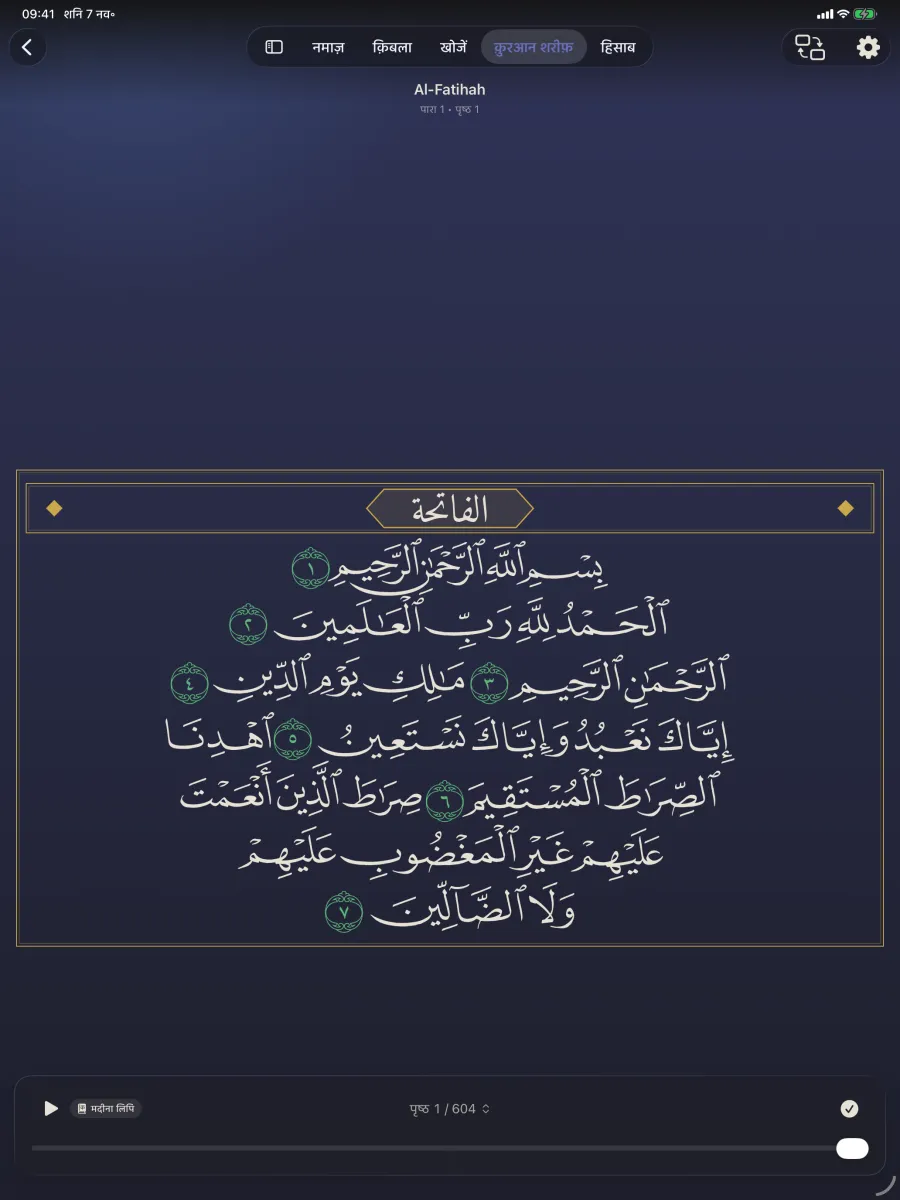 09:41 शनि 7 नव॰
नमाज़ क़िबला खोजें क़ुरआन शरीफ़ हिसाब
Al-Fatihah
पारा 1 • पृष्ठ 1
الفاتحة
بِسْمِ ٱللَّهِ ٱلرَّحْمَٰنِ ٱلرَّحِيمِ ١
ٱلْحَمْدُ لِلَّهِ رَبِّ ٱلْعَـٰلَمِينَ ٢
ٱلرَّحْمَٰنِ ٱلرَّحِيمِ ٣ مَـٰلِكِ يَوْمِ ٱلدِّينِ ٤
إِيَّاكَ نَعْبُدُ وَإِيَّاكَ نَسْتَعِينُ ٥ ٱهْدِنَا
ٱلصِّرَٰطَ ٱلْمُسْتَقِيمَ ٦ صِرَٰطَ ٱلَّذِينَ أَنْعَمْتَ
عَلَيْهِمْ غَيْرِ ٱلْمَغْضُوبِ عَلَيْهِمْ
وَلَا ٱلضَّآلِّينَ ٧
मदीना लिपि पृष्ठ 1 / 604